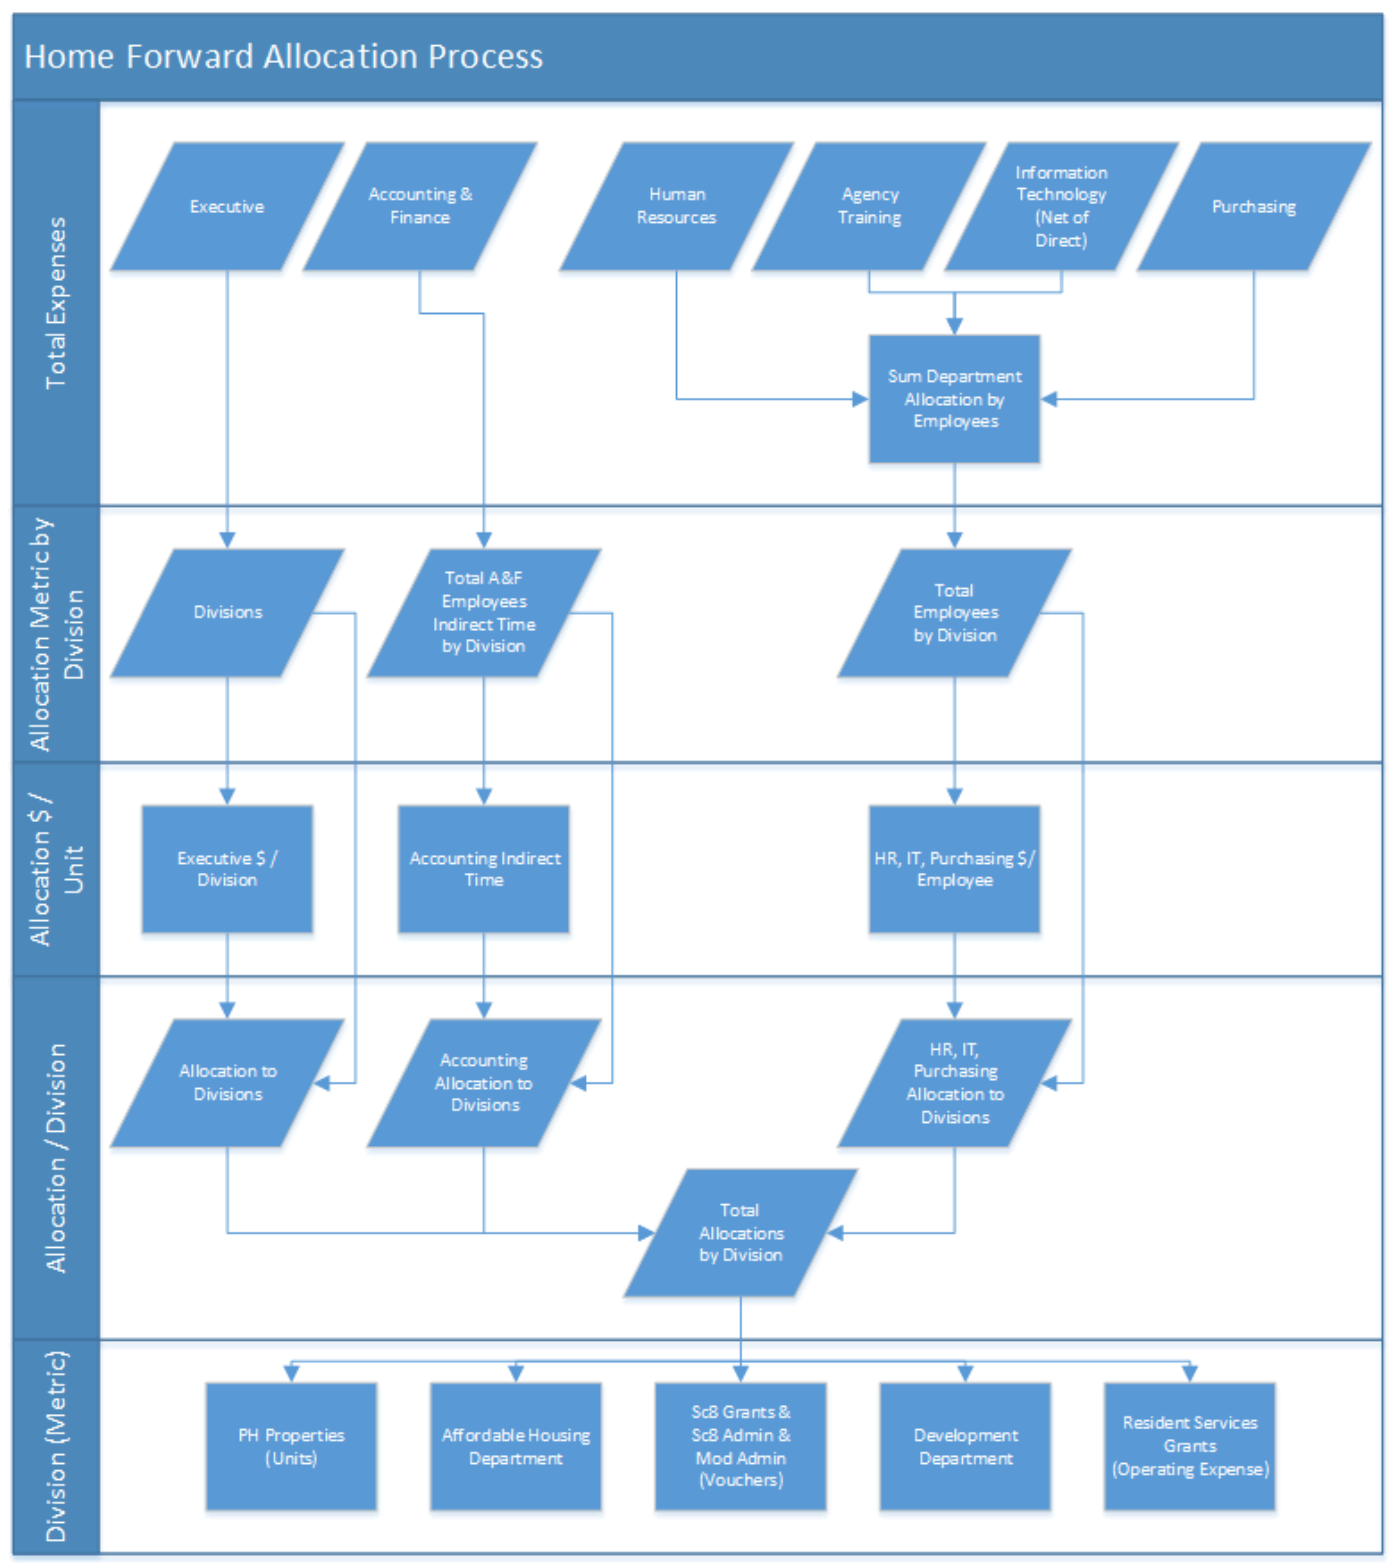 Home Forward Allocation Process
Total Expenses
Executive
Accounting &
Finance
Human
Resources
Agency
Training
Information
Technology
(Net of
Direct)
Purchasing
Sum Department
Allocation by
Employees
Allocation Metric by
Division
Divisions
Total A&F
Employees
Indirect Time
by Division
Total
Employees
by Division
Allocation $ /
Unit
Executive $ /
Division
Accounting Indirect
Time
HR, IT, Purchasing $/
Employee
Allocation / Division
Allocation to
Divisions
Accounting
Allocation to
Divisions
HR, IT,
Purchasing
Allocation to
Divisions
Total
Allocations
by Division
Division (Metric)
PH Properties
(Units)
Affordable Housing
Department
Sc8 Grants &
Sc8 Admin &
Mod Admin
(Vouchers)
Development
Department
Resident Services
Grants
(Operating Expense)